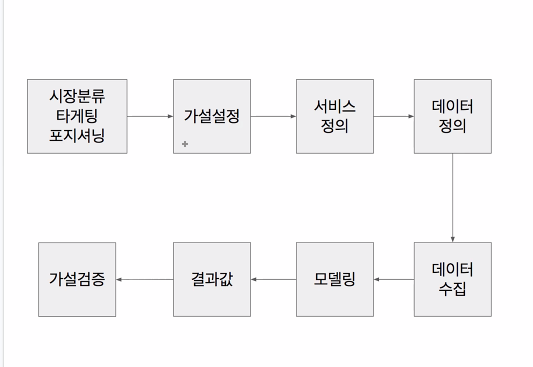 시장분류
타게팅
포지셔닝
가설설정
서비스
정의
데이터
정의
데이터
수집
모델링
결과값
가설검증